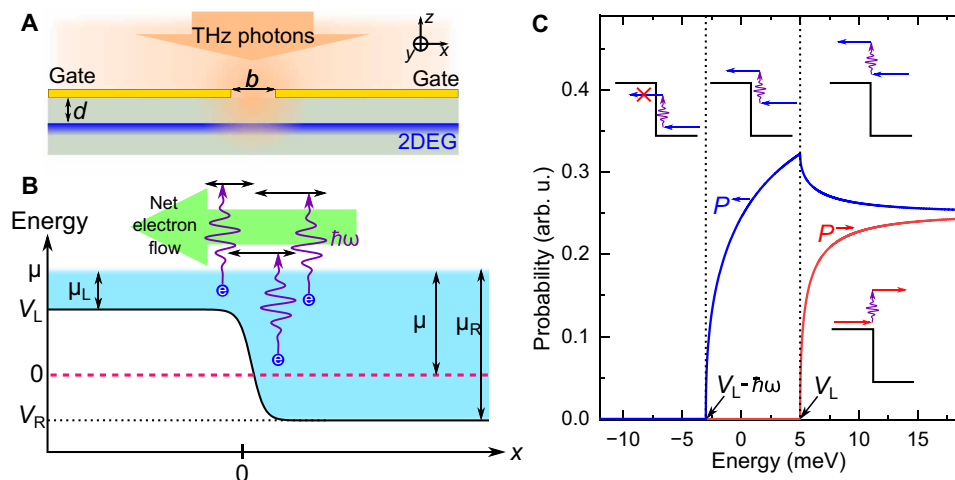 A
THz photons
z
y
x
Gate
b
Gate
d
2DEG
B
Energy
Net
electron
flow
ħω
μ
μL
VL
μ
μR
e
e
e
0
VR
0
x
C
Probability (arb. u.)
0.4
0.3
0.2
0.1
0.0
P←
P→
VL-ħω
VL
-10
-5
0
5
10
15
Energy (meV)